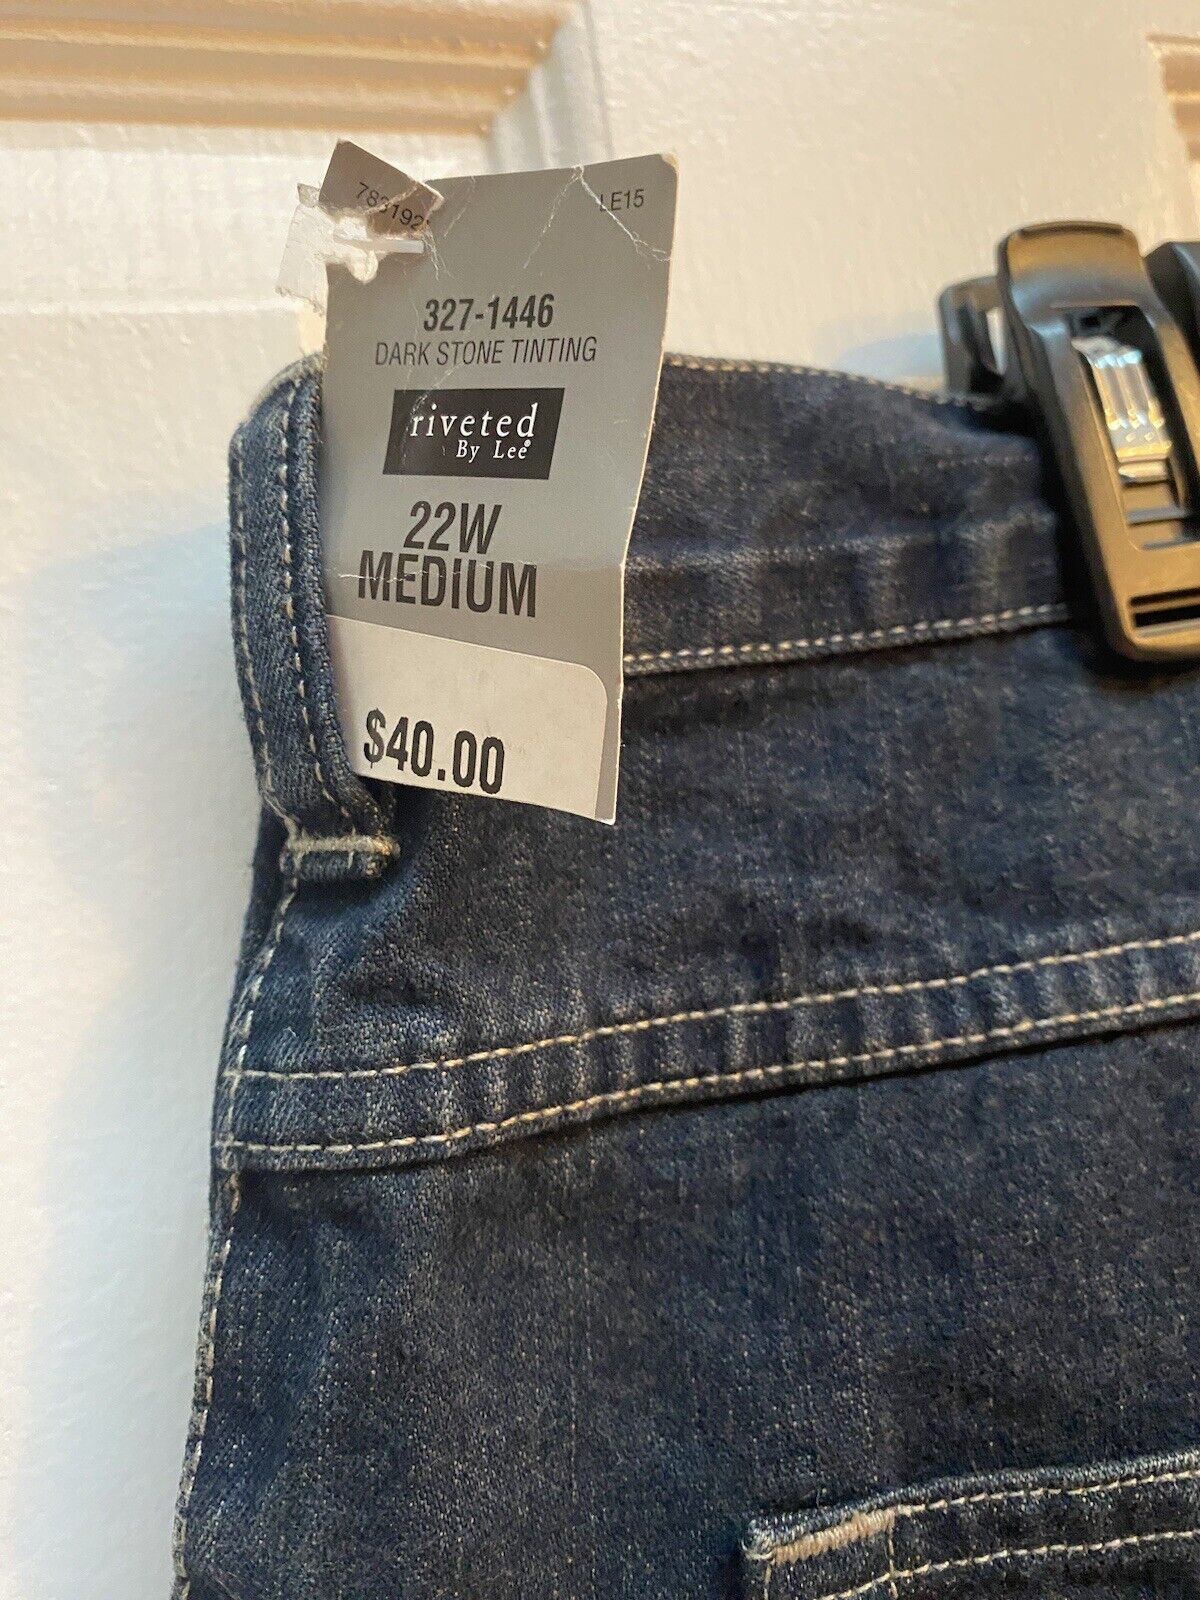 LE15
327-1446
DARK STONE TINTING
riveted
By Lee®
22W
MEDIUM
$40.00